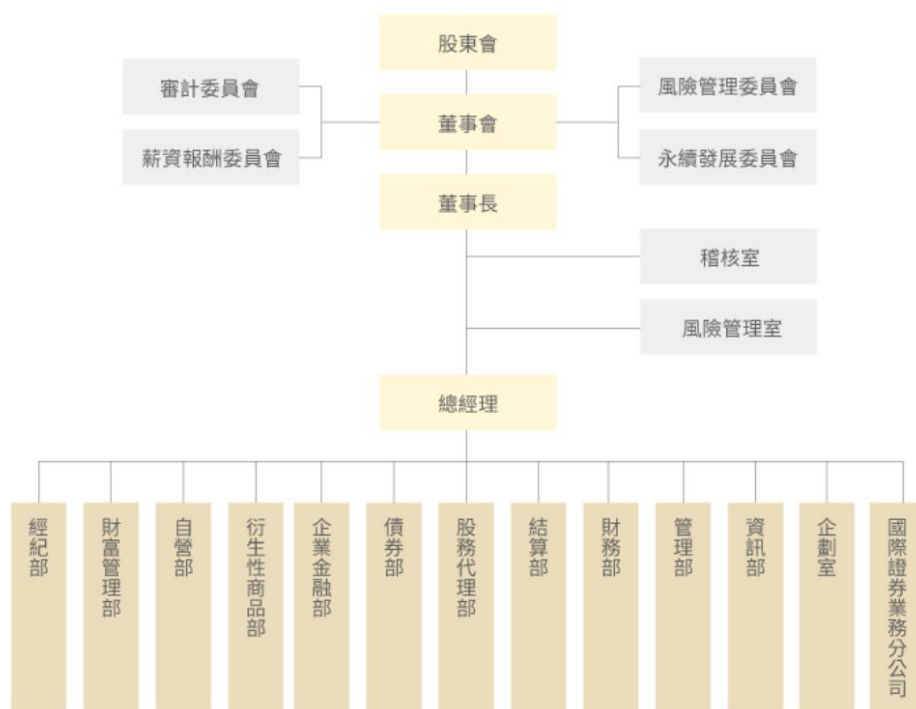 股東會
審計委員會
風險管理委員會
董事會
薪資報酬委員會
永續發展委員會
董事長
稽核室
風險管理室
總經理
經紀部
財富管理部
自營部
衍生性商品部
企業金融部
債券部
股務代理部
結算部
財務部
管理部
資訊部
企劃室
國際證券業務分公司